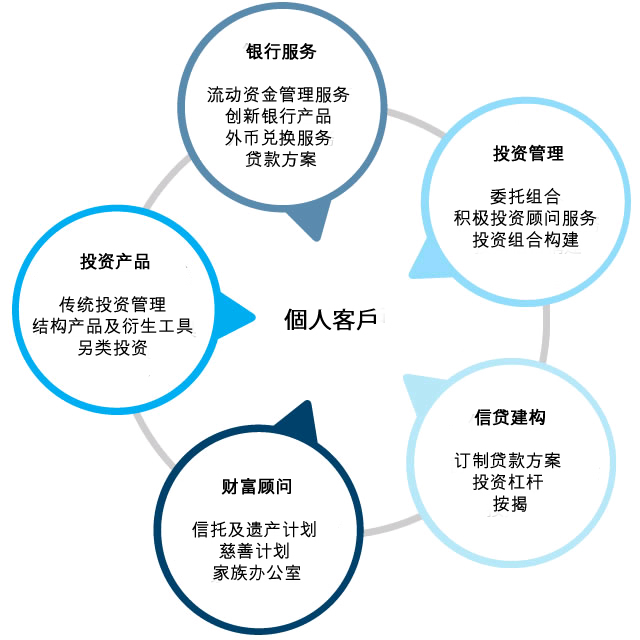 银行服务
流动资金管理服务
创新银行产品
外币兑换服务
贷款方案
投资管理
委托组合
积极投资顾问服务
投资组合构建
投资产品
传统投资管理
结构产品及衍生工具
另类投资
個人客戶
信贷建构
订制贷款方案
投资杠杆
按揭
财富顾问
信托及遗产计划
慈善计划
家族办公室